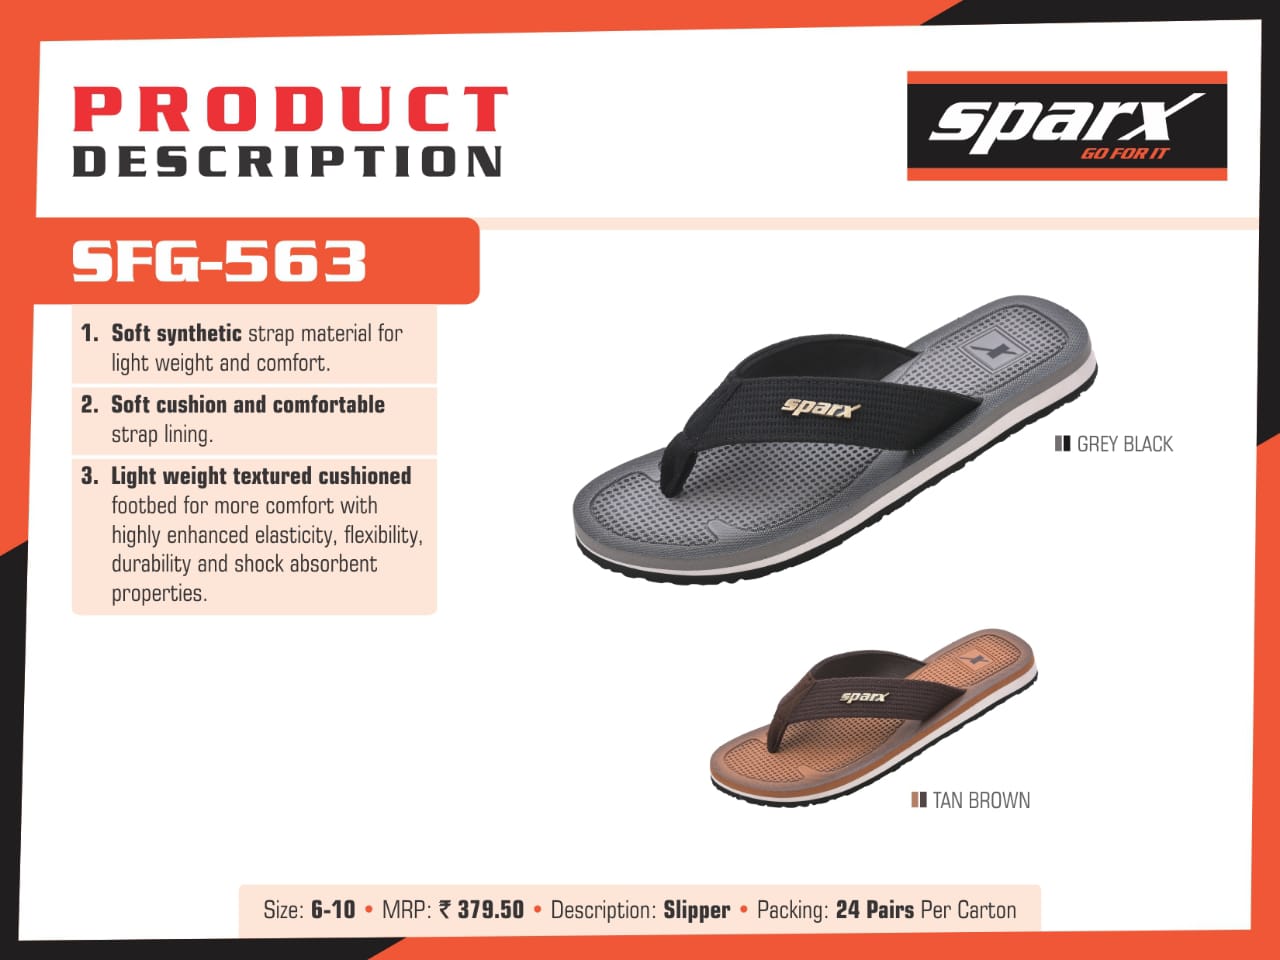 PRODUCT
DESCRIPTION
sparx
GO FOR IT
SFG-563
1. Soft synthetic strap material for
light weight and comfort.
2. Soft cushion and comfortable
strap lining.
3. Light weight textured cushioned
footbed for more comfort with
highly enhanced elasticity, flexibility,
durability and shock absorbent
properties.
sparx
GREY BLACK
sparx
TAN BROWN
Size: 6-10 • MRP: ₹ 379.50 • Description: Slipper • Packing: 24 Pairs Per Carton